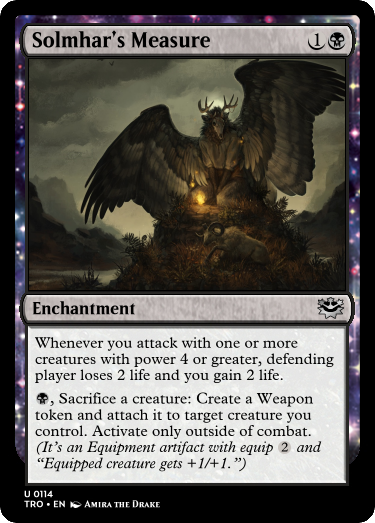 Solmhar's Measure 1
Enchantment
Whenever you attack with one or more
creatures with power 4 or greater, defending
player loses 2 life and you gain 2 life.
, Sacrifice a creature: Create a Weapon
token and attach it to target creature you
control. Activate only outside of combat.
(It's an Equipment artifact with equip 2 and
“Equipped creature gets +1/+1.”)
U 0114
TRO • EN Amira the Drake